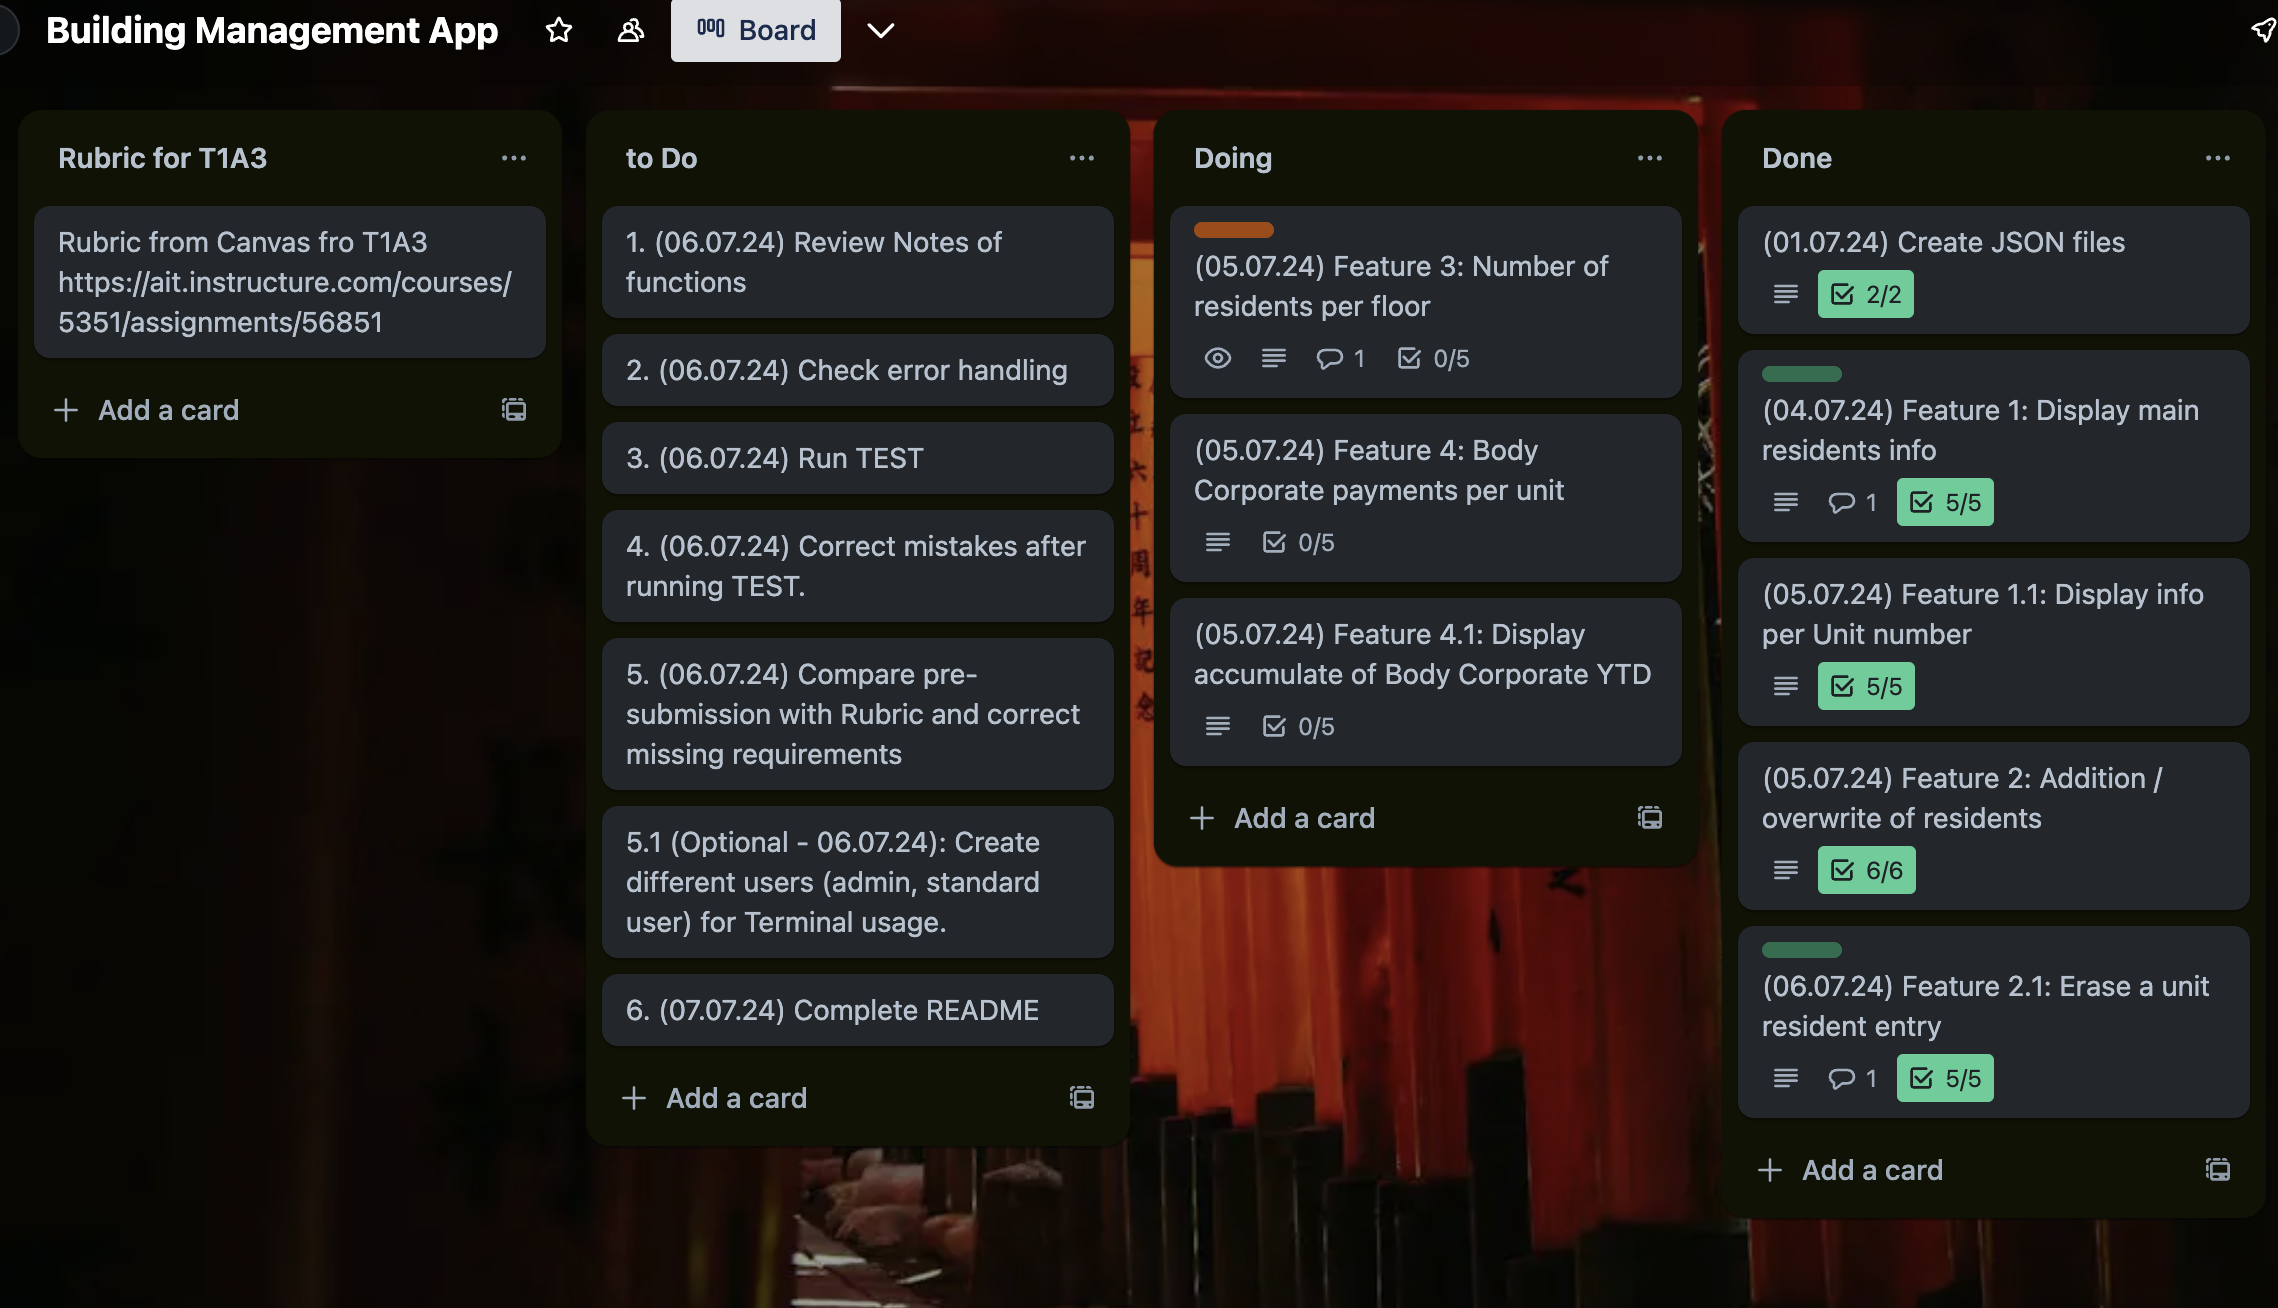 Building Management App
Board
Rubric for T1A3
Rubric from Canvas fro T1A3
https://ait.instructure.com/courses/
5351/assignments/56851
Add a card
to Do
1. (06.07.24) Review Notes of
functions
2. (06.07.24) Check error handling
3. (06.07.24) Run TEST
4. (06.07.24) Correct mistakes after
running TEST.
5. (06.07.24) Compare pre-
submission with Rubric and correct
missing requirements
5.1 (Optional - 06.07.24): Create
different users (admin, standard
user) for Terminal usage.
6. (07.07.24) Complete README
Add a card
Doing
(05.07.24) Feature 3: Number of
residents per floor
1 0/5
(05.07.24) Feature 4: Body
Corporate payments per unit
0/5
(05.07.24) Feature 4.1: Display
accumulate of Body Corporate YTD
0/5
Add a card
Done
(01.07.24) Create JSON files
2/2
(04.07.24) Feature 1: Display main
residents info
1 5/5
(05.07.24) Feature 1.1: Display info
per Unit number
5/5
(05.07.24) Feature 2: Addition /
overwrite of residents
6/6
(06.07.24) Feature 2.1: Erase a unit
resident entry
1 5/5
Add a card